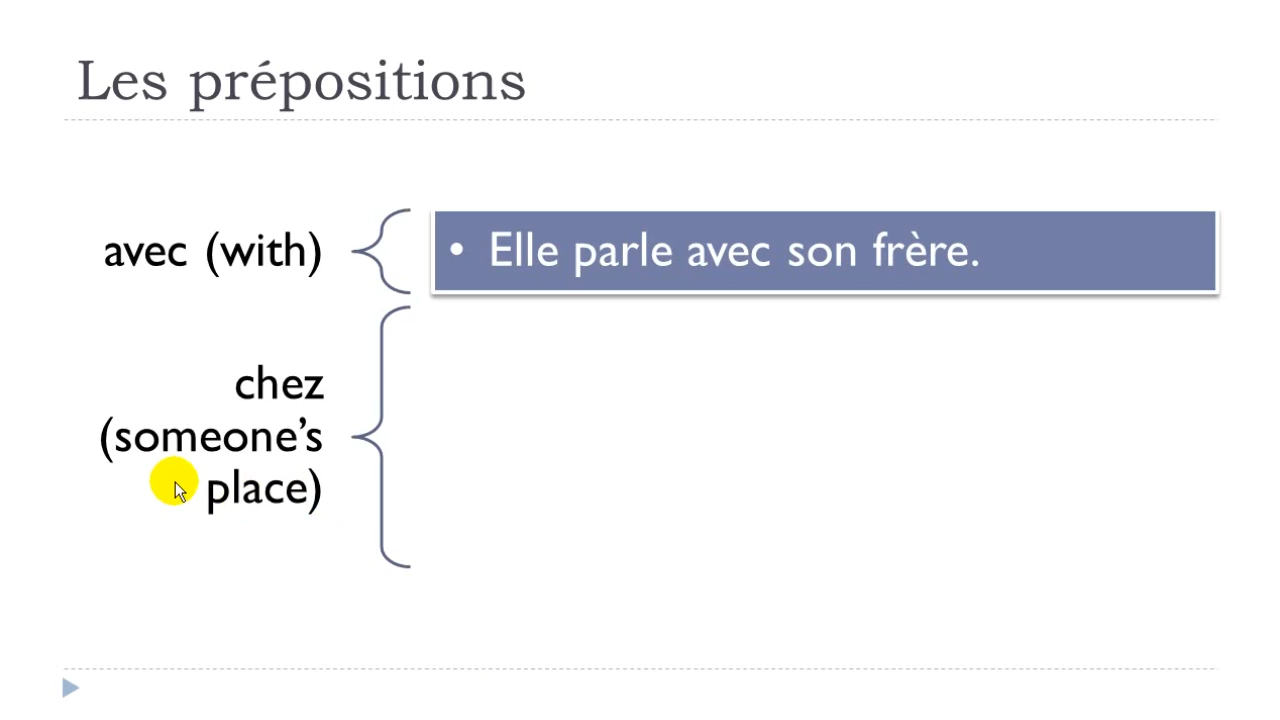 Les prépositions
avec (with)
• Elle parle avec son frère.
chez
(someone’s
place)